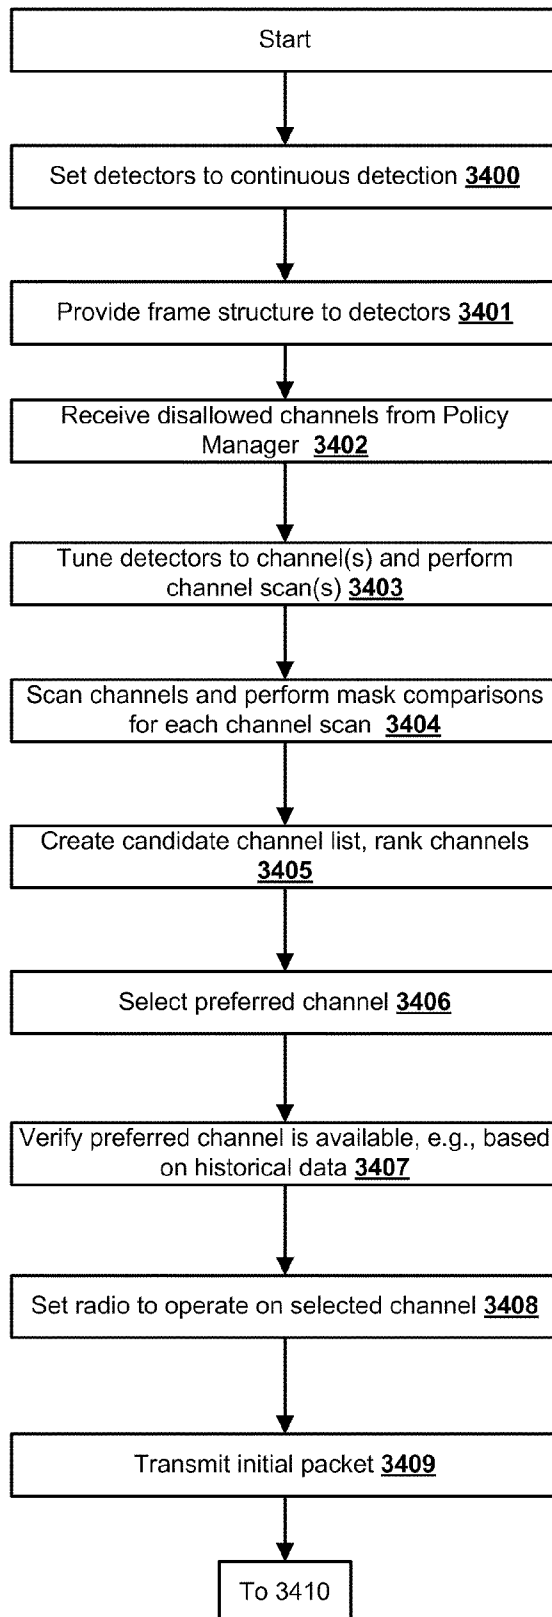 Start
Set detectors to continuous detection 3400
Provide frame structure to detectors 3401
Receive disallowed channels from Policy
Manager 3402
Tune detectors to channel(s) and perform
channel scan(s) 3403
Scan channels and perform mask comparisons
for each channel scan 3404
Create candidate channel list, rank channels
3405
Select preferred channel 3406
Verify preferred channel is available, e.g., based
on historical data 3407
Set radio to operate on selected channel 3408
Transmit initial packet 3409
To 3410